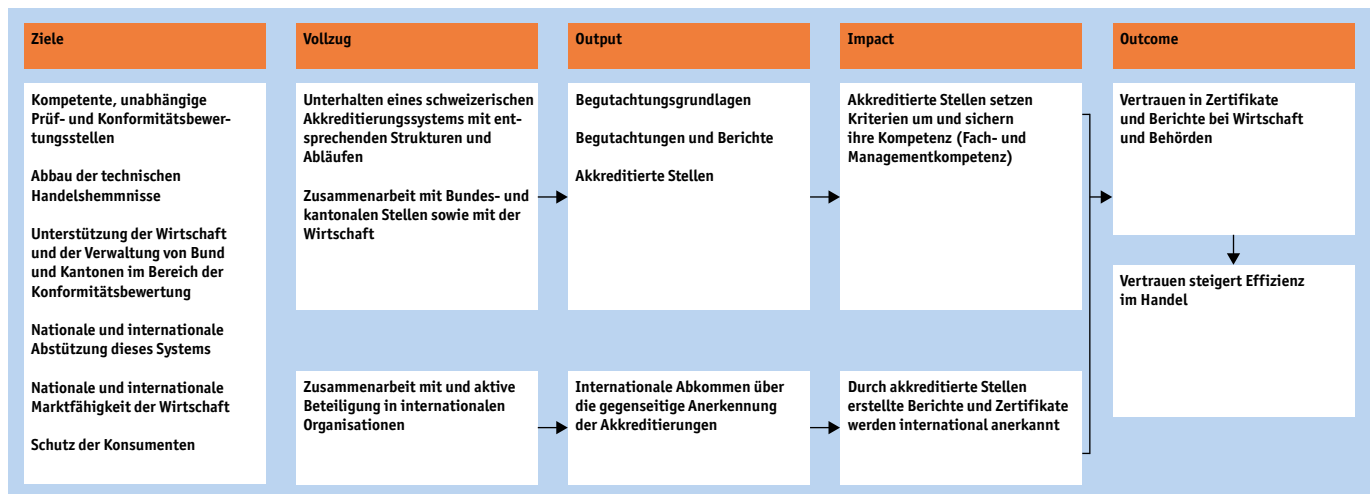 Ziele
Kompetente, unabhängige
Prüf- und Konformitätsbewer-
tungsstellen
Abbau der technischen
Handelshemmnisse
Unterstützung der Wirtschaft
und der Verwaltung von Bund
und Kantonen im Bereich der
Konformitätsbewertung
Nationale und internationale
Abstützung dieses Systems
Nationale und internationale
Marktfähigkeit der Wirtschaft
Schutz der Konsumenten
Vollzug
Unterhalten eines schweizerischen
Akkreditierungssystems mit ent-
sprechenden Strukturen und
Abläufen
Zusammenarbeit mit Bundes- und
kantonalen Stellen sowie mit der
Wirtschaft
Zusammenarbeit mit und aktive
Beteiligung in internationalen
Organisationen
Output
Begutachtungsgrundlagen
Begutachtungen und Berichte
Akkreditierte Stellen
Internationale Abkommen über
die gegenseitige Anerkennung
der Akkreditierungen
Impact
Akkreditierte Stellen setzen
Kriterien um und sichern
ihre Kompetenz (Fach- und
Managementkompetenz)
Durch akkreditierte Stellen
erstellte Berichte und Zertifikate
werden international anerkannt
Outcome
Vertrauen in Zertifikate
und Berichte bei Wirtschaft
und Behörden
Vertrauen steigert Effizienz
im Handel